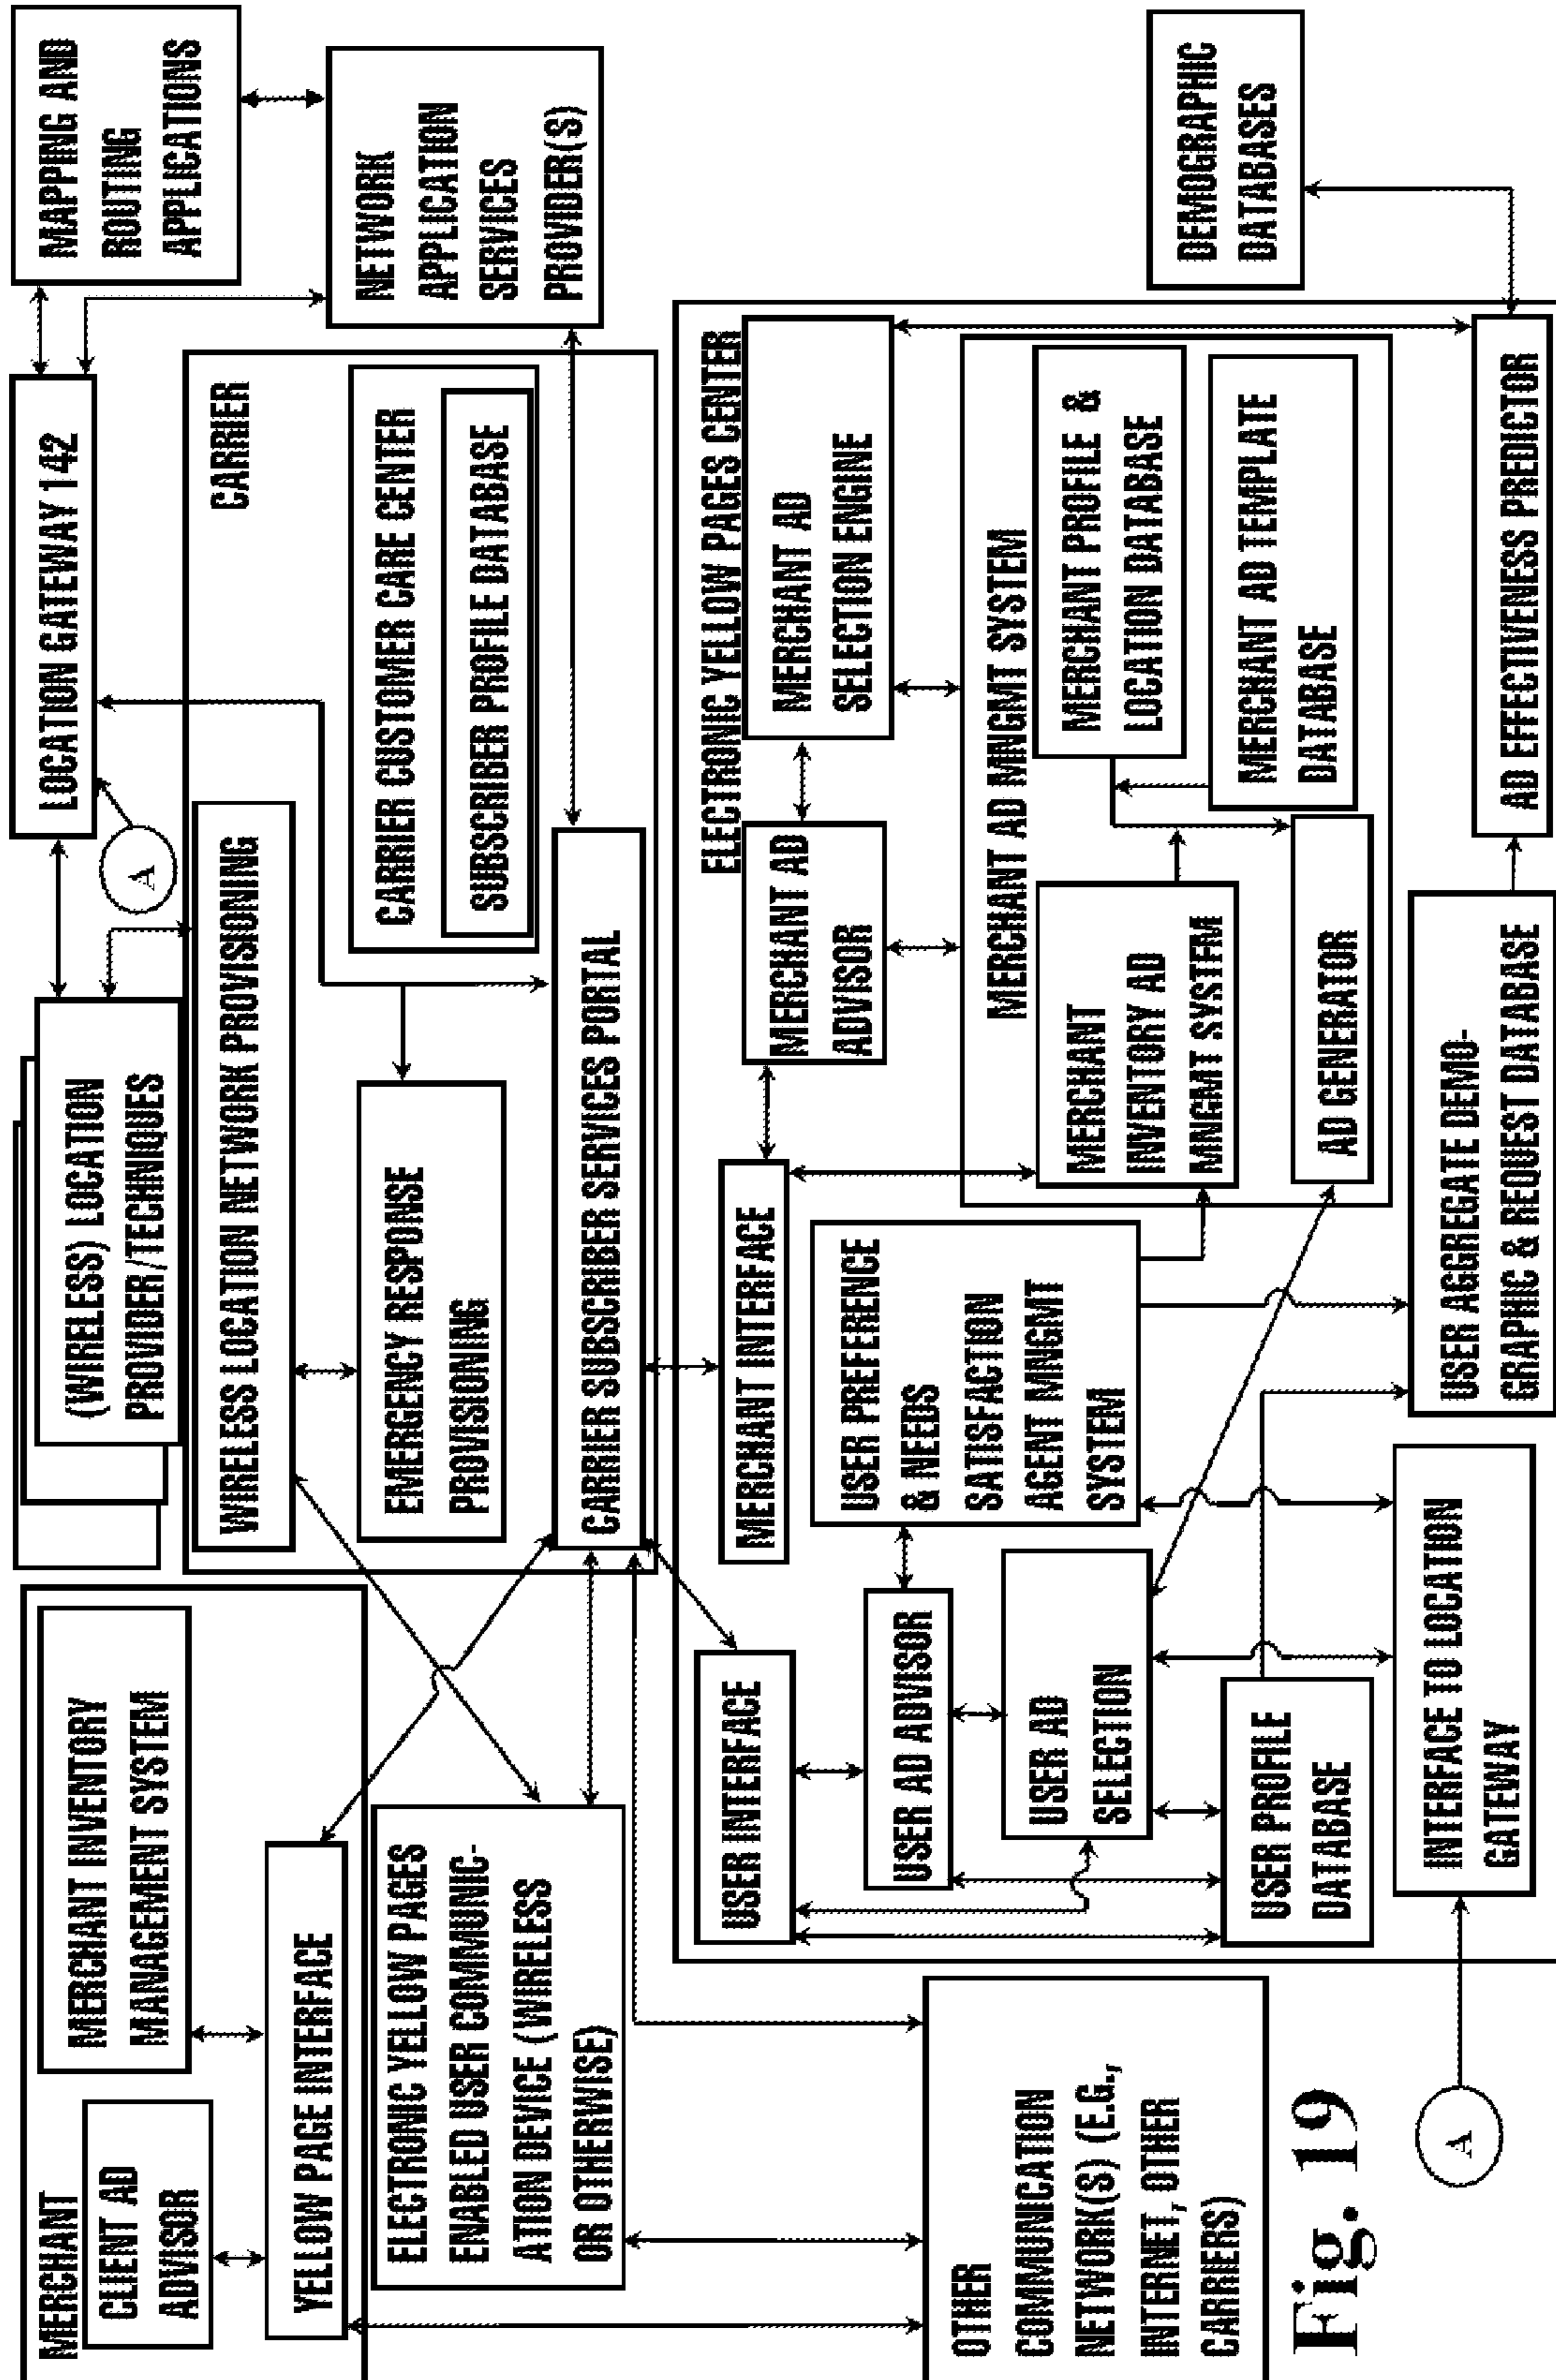 MERCHANT
CLIENT AD
ADVISOR
MERCHANT INVENTORY
MANAGEMENT SYSTEM
YELLOW PAGE INTERFACE
(WIRELESS) LOCATION
PROVIDER/TECHNIQUES
LOCATION GATEWAY 142
MAPPING AND
ROUTING
APPLICATIONS
A
CARRIER
WIRELESS LOCATION NETWORK PROVISIONING
EMERGENCY RESPONSE
PROVISIONING
CARRIER CUSTOMER CARE CENTER
SUBSCRIBER PROFILE DATABASE
CARRIER SUBSCRIBER SERVICES PORTAL
NETWORK
APPLICATION
SERVICES
PROVIDER(S)
ELECTRONIC YELLOW PAGES
ENABLED USER COMMUNIC-
ATION DEVICE (WIRELESS
OR OTHERWISE)
OTHER
COMMUNICATION
NETWORK(S) (E.G.,
INTERNET, OTHER
CARRIERS)
ELECTRONIC YELLOW PAGES CENTER
USER INTERFACE
MERCHANT INTERFACE
MERCHANT AD
ADVISOR
MERCHANT AD
SELECTION ENGINE
USER AD ADVISOR
USER PREFERENCE
& NEEDS
SATISFACTION
AGENT MNGMT
SYSTEM
USER AD
SELECTION
MERCHANT AD MNGMT SYSTEM
MERCHANT
INVENTORY AD
MNGMT SYSTEM
MERCHANT PROFILE &
LOCATION DATABASE
MERCHANT AD TEMPLATE
DATABASE
AD GENERATOR
USER PROFILE
DATABASE
INTERFACE TO LOCATION
GATEWAY
USER AGGREGATE DEMO-
GRAPHIC & REQUEST DATABASE
AD EFFECTIVENESS PREDICTOR
DEMOGRAPHIC
DATABASES
A
Fig. 19